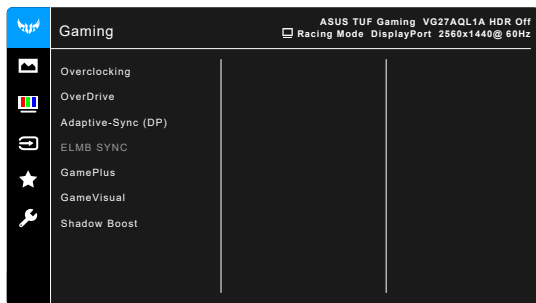 Gaming
ASUS TUF Gaming VG27AQL1A HDR Off
Racing Mode DisplayPort 2560x1440@ 60Hz
Overclocking
OverDrive
Adaptive-Sync (DP)
ELMB SYNC
GamePlus
GameVisual
Shadow Boost